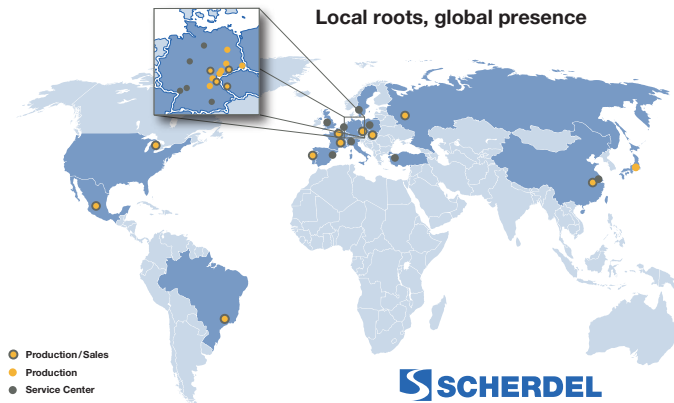 Local roots, global presence
Production/Sales
Production
Service Center
SCHERDEL